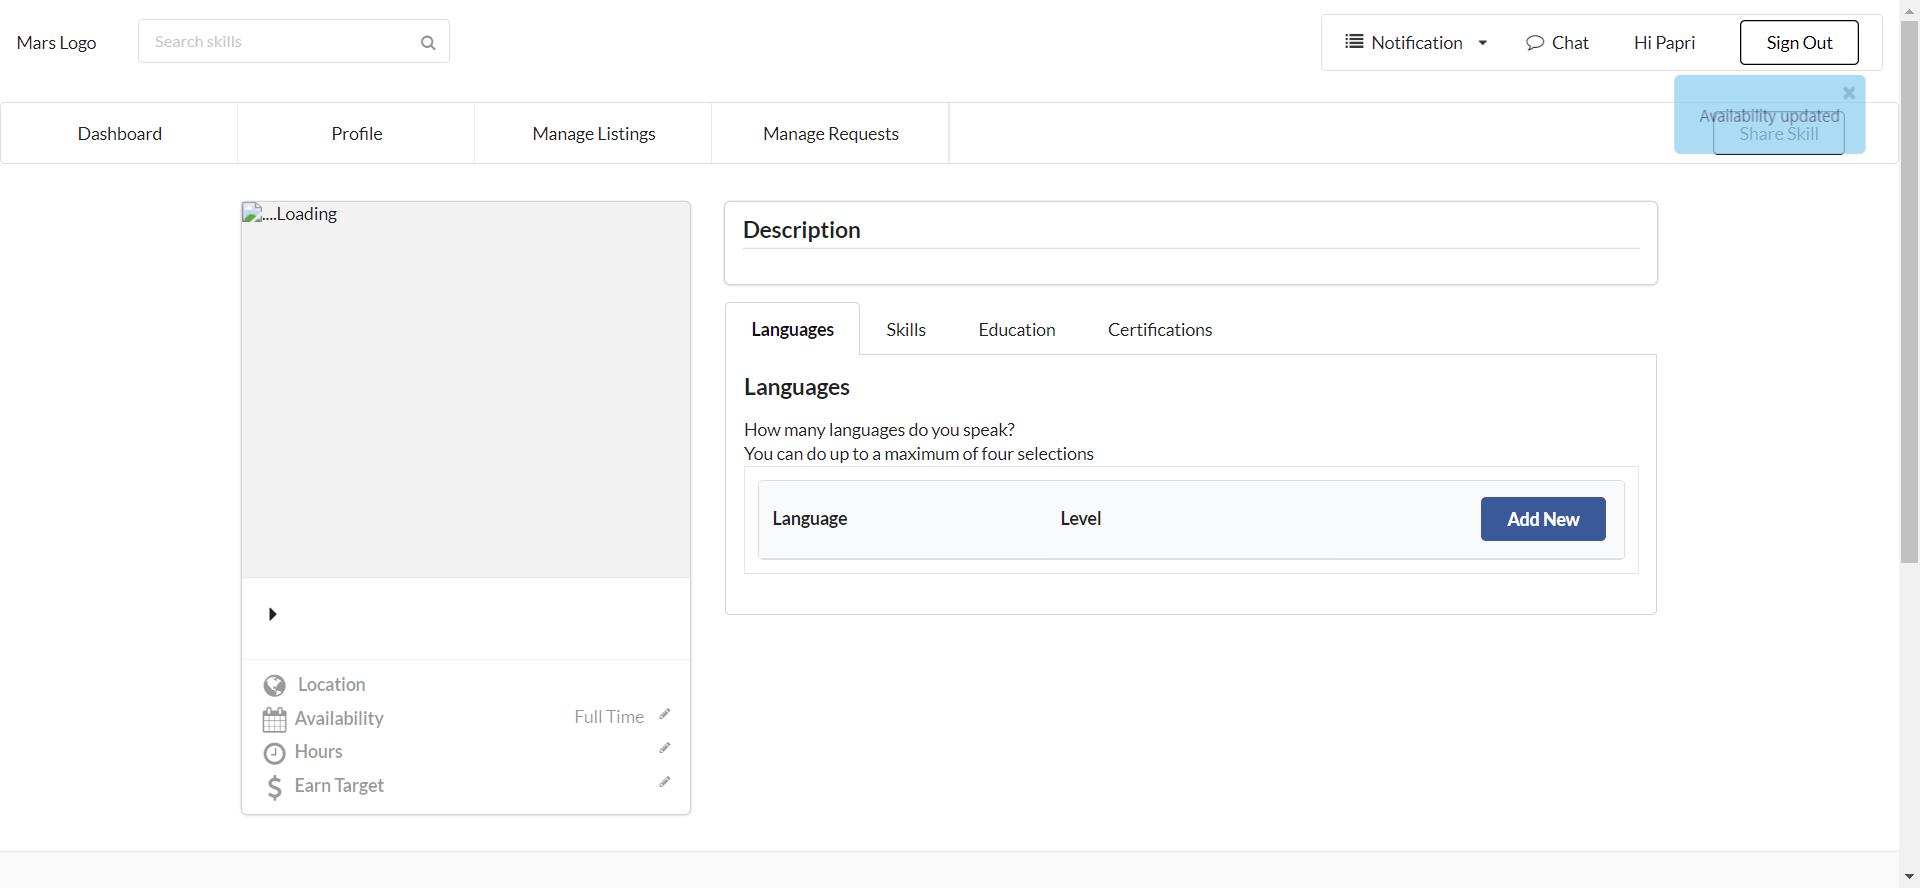 Mars Logo
Search skills
Notification
Chat
Hi Papri
Sign Out
Availability updated
Dashboard
Profile
Manage Listings
Manage Requests
Share Skill
....Loading
Description
Languages
Skills
Education
Certifications
Languages
How many languages do you speak?
You can do up to a maximum of four selections
Language
Level
Add New
Location
Availability
Full Time
Hours
Earn Target